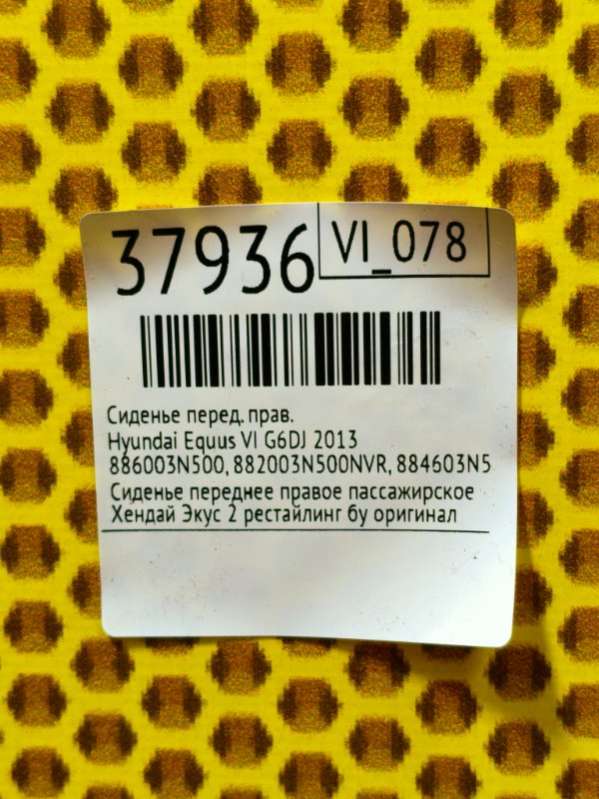 37936
VI_078
Сиденье перед. прав.
Hyundai Equus VI G6DJ 2013
886003N500, 882003N500NVR, 884603N5
Сиденье переднее правое пассажирское
Хендай Экус 2 рестайлинг бу оригинал